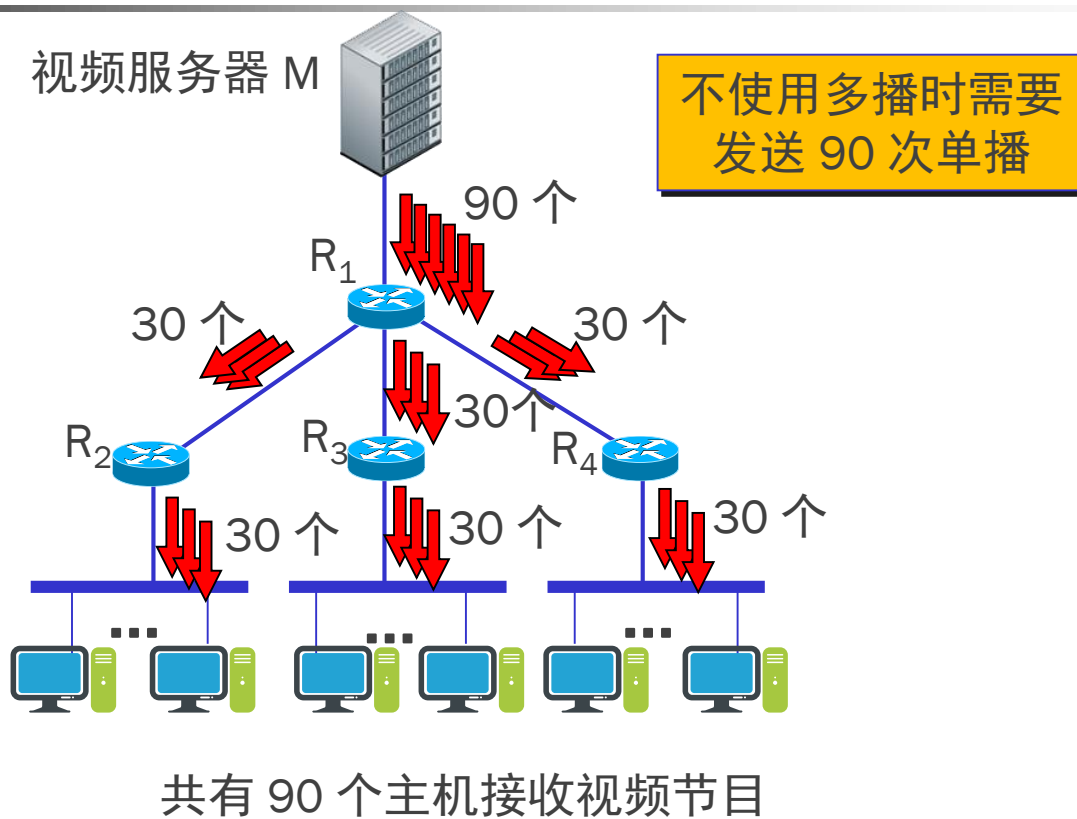 视频服务器 M
不使用多播时需要
发送 90 次单播
90 个
R1
30 个
30 个
30个
R2
R3
R4
30 个
30 个
30 个
共有 90 个主机接收视频节目